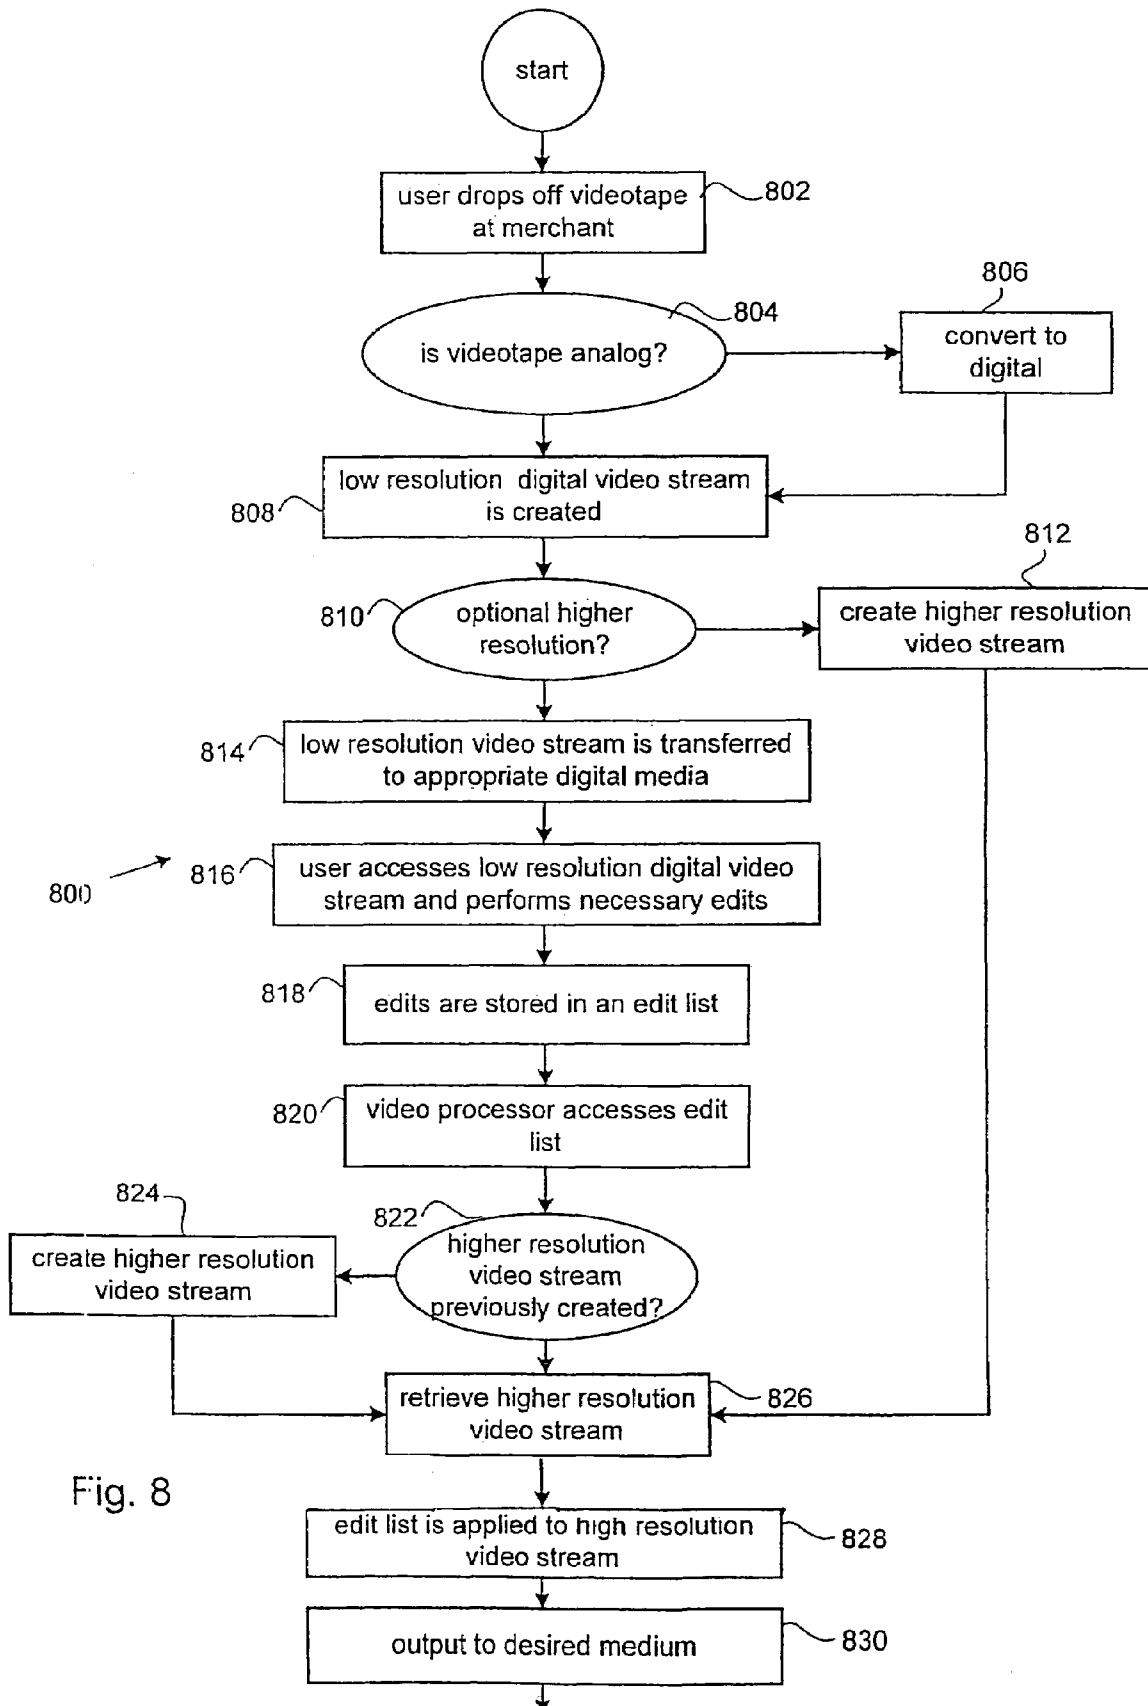 start
user drops off videotape
at merchant
802
is videotape analog?
804
806
convert to
digital
low resolution digital video stream
is created
808
810
optional higher
resolution?
812
create higher resolution
video stream
814
low resolution video stream is transferred
to appropriate digital media
800
816
user accesses low resolution digital video
stream and performs necessary edits
818
edits are stored in an edit list
820
video processor accesses edit
list
824
822
create higher resolution
video stream
higher resolution
video stream
previously created?
retrieve higher resolution
video stream
826
Fig. 8
edit list is applied to high resolution
video stream
828
output to desired medium
830